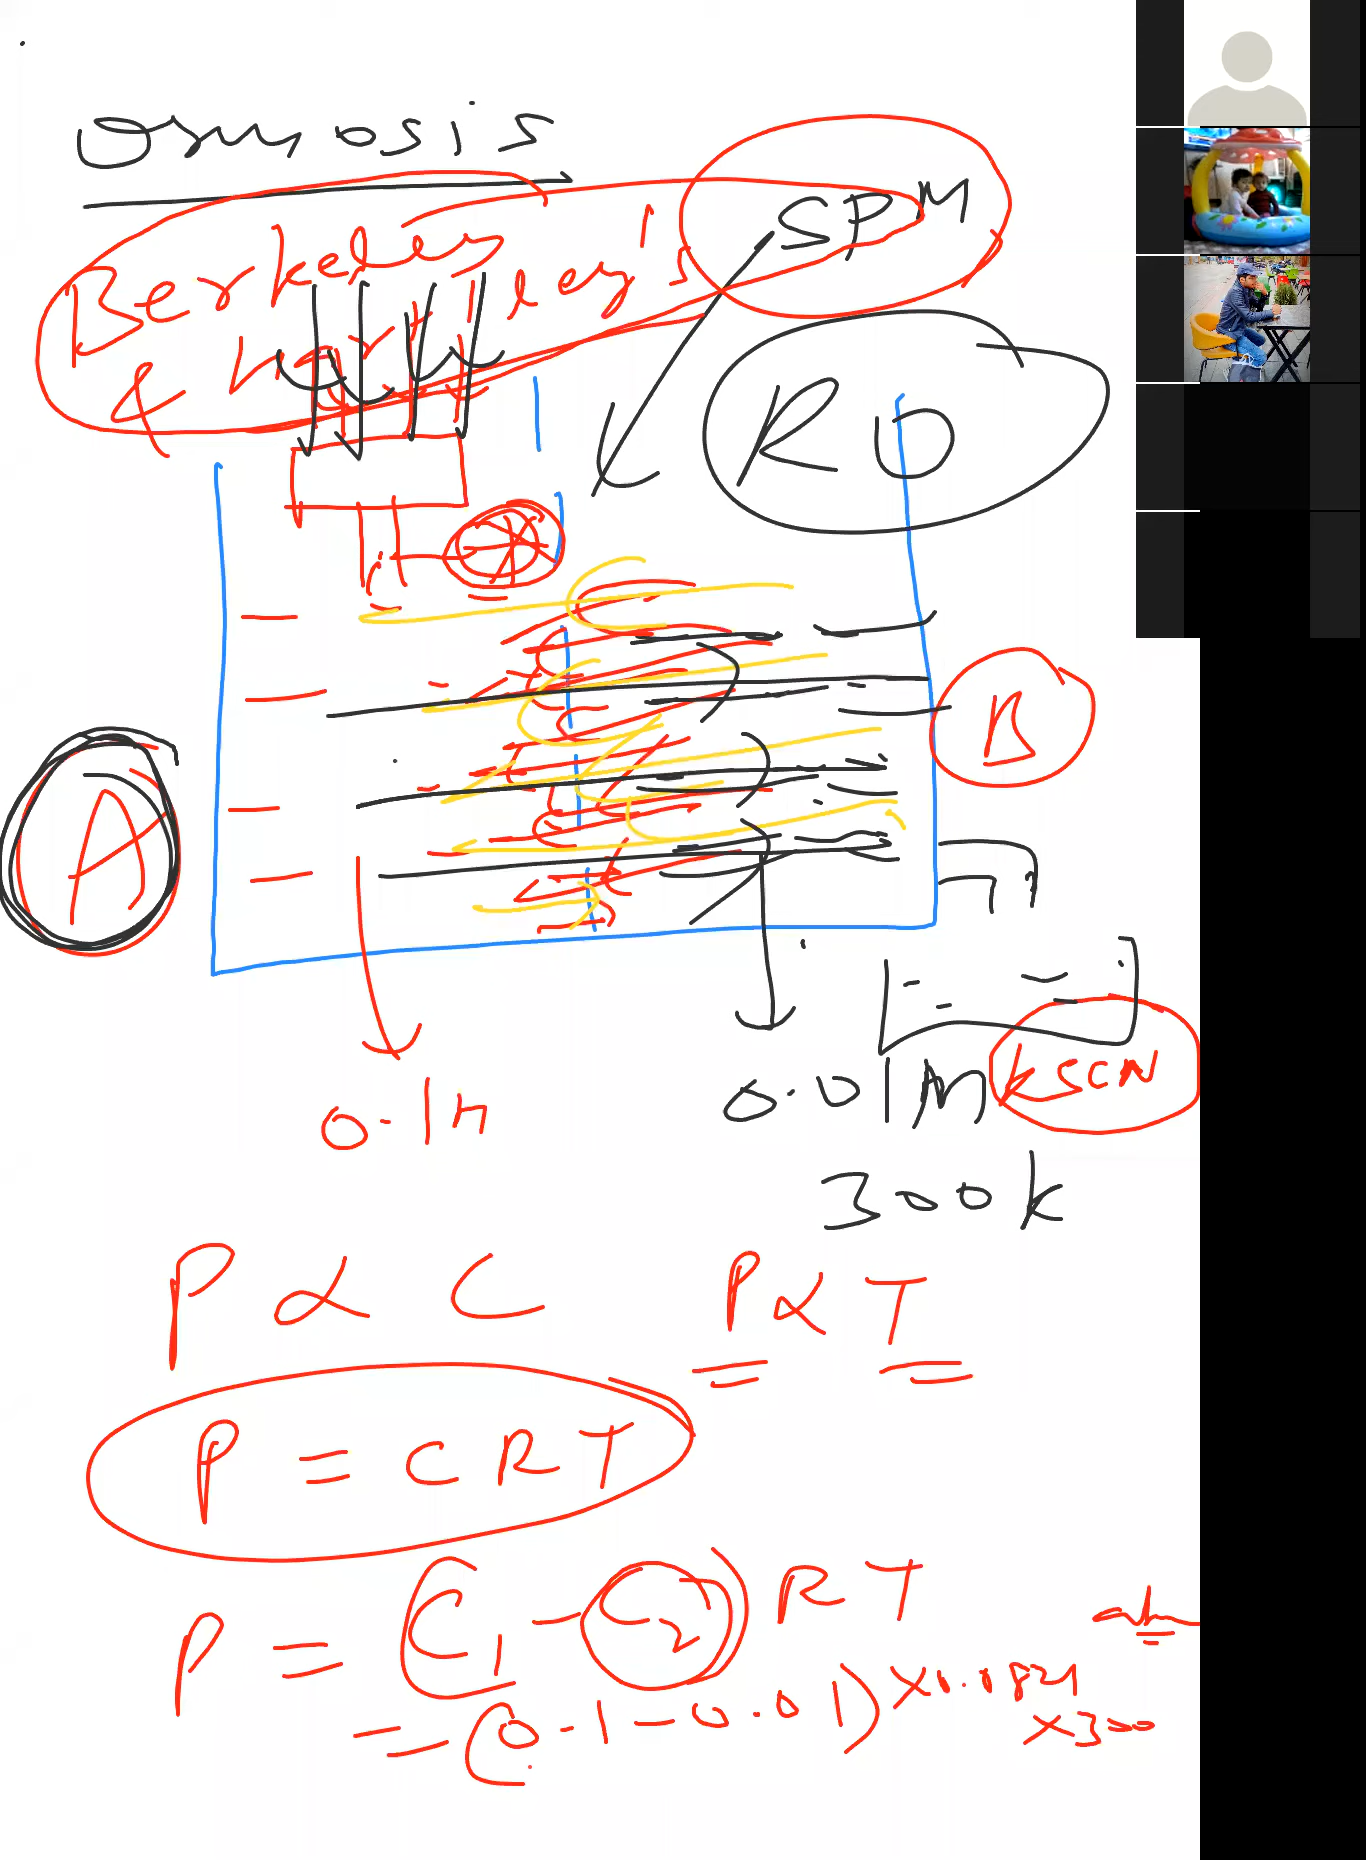 Osmosis
Berkeley
& Hartley's
SPM
RO
A
B
0.1M
0.01M KSCN
300K
P ∝ C
P ∝ T
P = CRT
P = (C1 - C2) RT
= (0.1 - 0.01) × 0.0821
× 300
atm